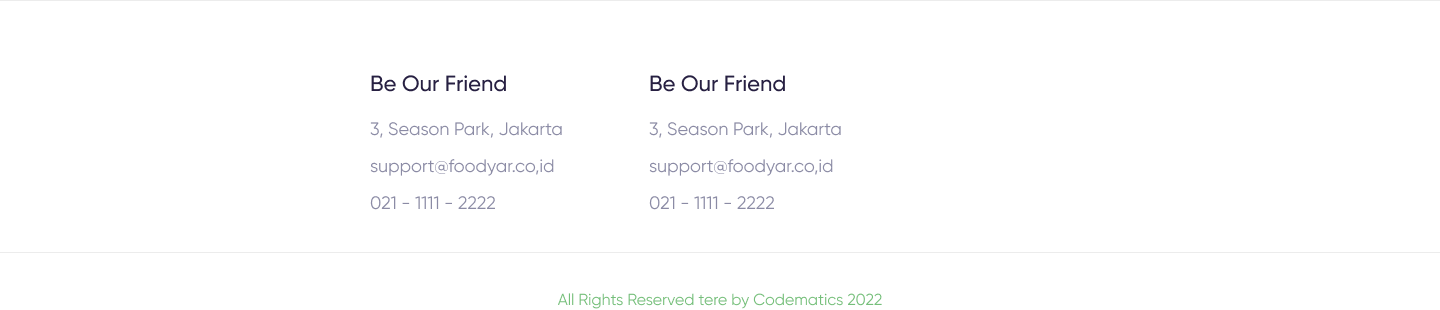 Be Our Friend
3, Season Park, Jakarta
support@foodyar.co,id
021 - 1111 - 2222
Be Our Friend
3, Season Park, Jakarta
support@foodyar.co,id
021 - 1111 - 2222
All Rights Reserved tere by Codematics 2022